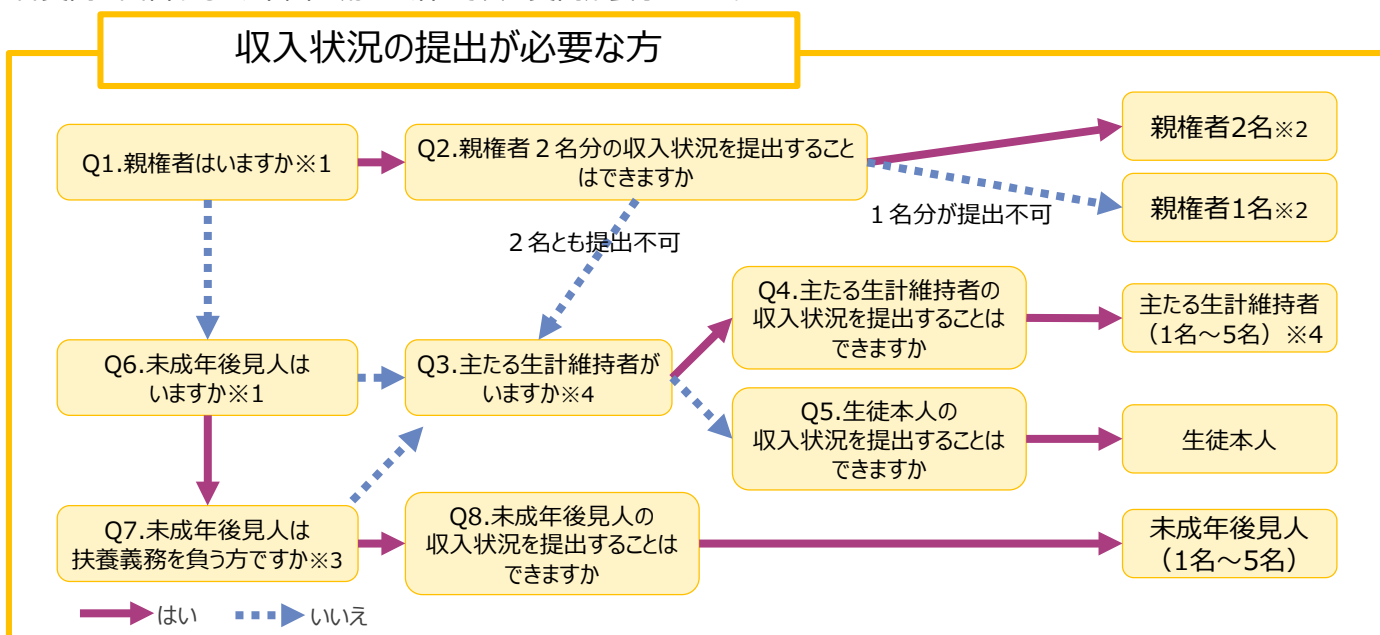 収入状況の提出が必要な方
Q1.親権者はいますか※1
Q2.親権者２名分の収入状況を提出すること
はできますか
親権者2名※2
１名分が提出不可
親権者1名※2
２名とも提出不可
Q6.未成年後見人は
いますか※1
Q3.主たる生計維持者が
いますか※4
Q4.主たる生計維持者の
収入状況を提出することは
できますか
主たる生計維持者
（1名～5名）※4
Q5.生徒本人の
収入状況を提出することは
できますか
生徒本人
Q7.未成年後見人は
扶養義務を負う方ですか※3
Q8.未成年後見人の
収入状況を提出することは
できますか
未成年後見人
（1名～5名）
はい
いいえ